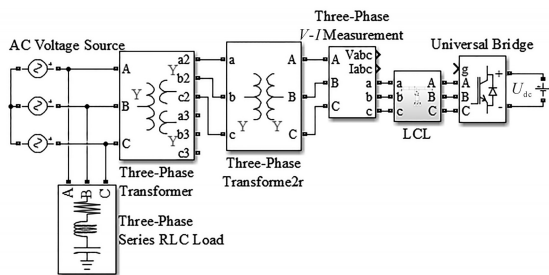 Three-Phase
V-I Measurement
AC Voltage Source
Universal Bridge
A
B
C
Y
Y
Y
a2
b2
c2
a3
b3
c3
a
b
c
Y
Y
A
B
C
A
B
C
Vabc
Iabc
a
b
c
a
b
c
A
B
C
LCL
g
A
B
C
+
-
Udc
Three-Phase
Transformer
Three-Phase
Transforme2r
A
B
C
Three-Phase
Series RLC Load